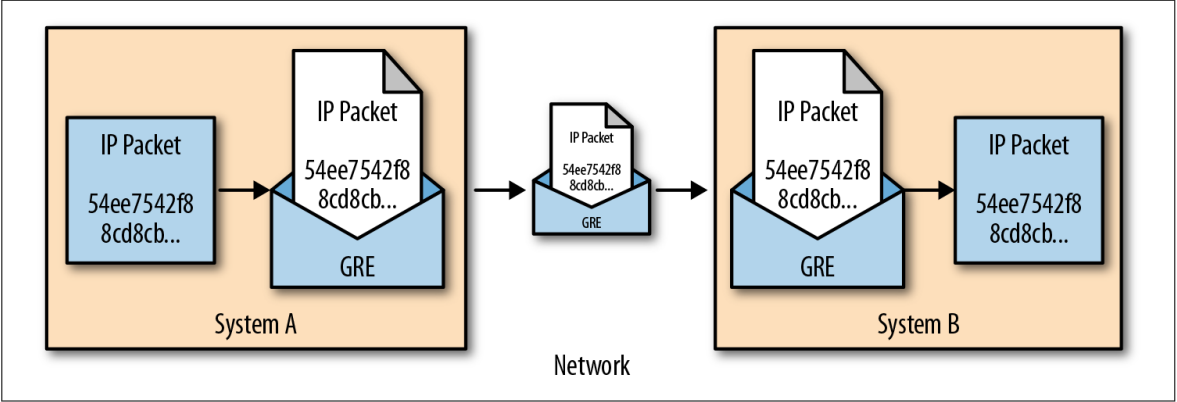 IP Packet
54ee7542f8
8cd8cb...
IP Packet
54ee7542f8
8cd8cb...
GRE
System A
IP Packet
54ee7542f8
8cd8cb...
GRE
Network
IP Packet
54ee7542f8
8cd8cb...
GRE
IP Packet
54ee7542f8
8cd8cb...
System B